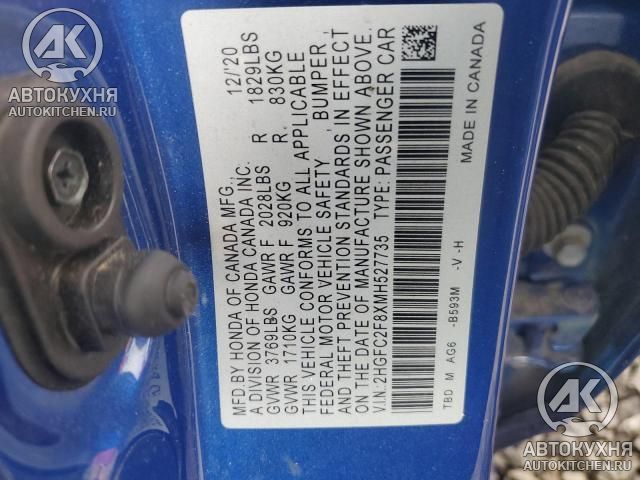 MFD.BY HONDA OF CANADA MFG., 12/20
A DIVISION OF HONDA CANADA INC.
GVWR 3769LBS GAWR F 2028LBS R 1829LBS
GVWR 1710KG GAWR F 920KG R. 830KG
THIS VEHICLE CONFORMS TO ALL APPLICABLE
FEDERAL MOTOR VEHICLE SAFETY , BUMPER,
AND THEFT PREVENTION STANDARDS IN EFFECT
ON THE DATE OF MANUFACTURE SHOWN ABOVE.
V.I.N.:2HGFC2F8XMH527735 TYPE: PASSENGER CAR
TBD M AG6 -B593M -V -H MADE IN CANADA
AK
АВТОКУХНЯ
AUTOKITCHEN.RU
AK
АВТОКУХНЯ
AUTOKITCHEN.RU